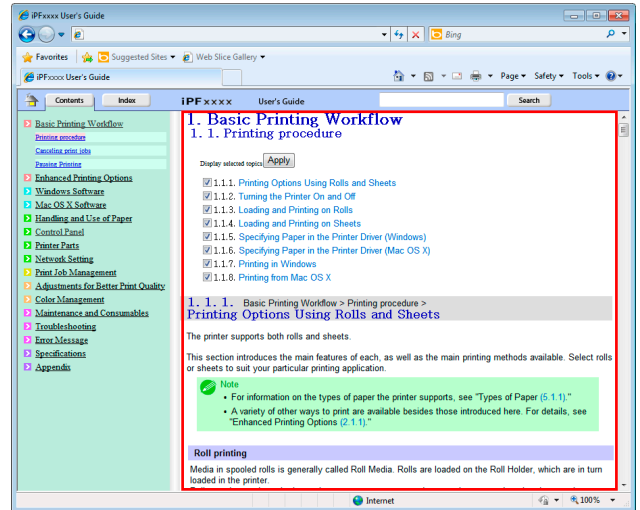 iPFxxxx User's Guide
Bing
Favorites Suggested Sites Web Slice Gallery
iPFxxxx User's Guide
Page Safety Tools
Contents Index iPFxxxx User's Guide Search
Basic Printing Workflow
Printing procedure
Canceling print jobs
Pausing Printing
Enhanced Printing Options
Windows Software
Mac OS X Software
Handling and Use of Paper
Control Panel
Printer Parts
Network Setting
Print Job Management
Adjustments for Better Print Quality
Color Management
Maintenance and Consumables
Troubleshooting
Error Message
Specifications
Appendix
1. Basic Printing Workflow
1. 1. Printing procedure
Display selected topics Apply
1.1.1. Printing Options Using Rolls and Sheets
1.1.2. Turning the Printer On and Off
1.1.3. Loading and Printing on Rolls
1.1.4. Loading and Printing on Sheets
1.1.5. Specifying Paper in the Printer Driver (Windows)
1.1.6. Specifying Paper in the Printer Driver (Mac OS X)
1.1.7. Printing in Windows
1.1.8. Printing from Mac OS X
1. 1. 1. Basic Printing Workflow > Printing procedure >
Printing Options Using Rolls and Sheets
The printer supports both rolls and sheets.
This section introduces the main features of each, as well as the main printing methods available. Select rolls
or sheets to suit your particular printing application.
Note
• For information on the types of paper the printer supports, see "Types of Paper (5.1.1)."
• A variety of other ways to print are available besides those introduced here. For details, see
"Enhanced Printing Options (2.1.1)."
Roll printing
Media in spooled rolls is generally called Roll Media. Rolls are loaded on the Roll Holder, which are in turn
loaded in the printer.
Internet 100%